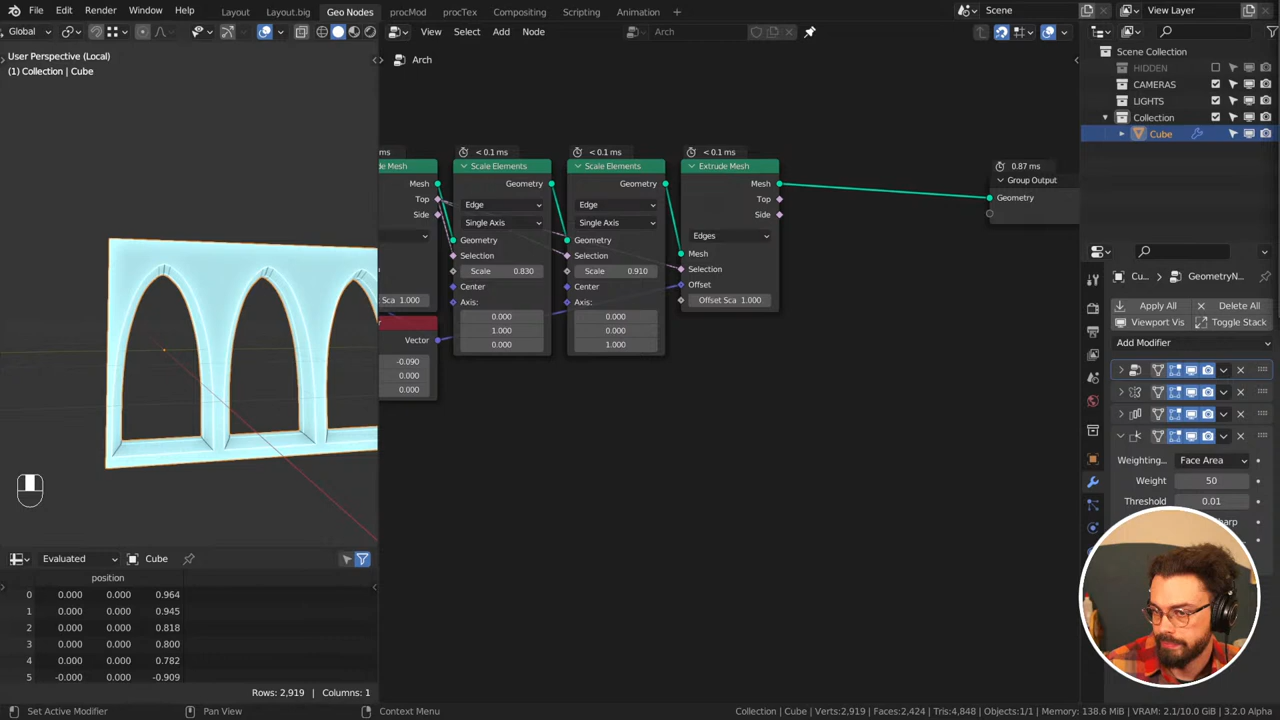 File Edit Render Window Help Layout Layout.big Geo Nodes procMod procTex Compositing Scripting Animation Scene View Layer
Global View Select Add Node Arch
User Perspective (Local)
(1) Collection | Cube
Arch
Scene Collection
HIDDEN
CAMERAS
LIGHTS
Collection
Cube
ms < 0.1 ms < 0.1 ms < 0.1 ms
de Mesh Scale Elements Scale Elements Extrude Mesh
0.87 ms
Group Output
Geometry
Mesh Geometry Geometry Mesh
Top Edge Edge Top
Side Single Axis Single Axis Side
Geometry Geometry Edges
Selection Selection Mesh
Scale 0.830 Scale 0.910 Selection
Center Center Offset
Sca 1.000 Axis: Axis: Offset Sca 1.000
0.000 0.000
1.000 0.000
0.000 1.000
Vector
-0.090
0.000
0.000
Cu... GeometryN...
Apply All Delete All
Viewport Vis Toggle Stack
Add Modifier
Weighting... Face Area
Weight 50
Threshold 0.01
Evaluated Cube
position
0 0.000 0.000 0.964
1 0.000 0.000 0.945
2 0.000 0.000 0.818
3 0.000 0.000 0.800
4 0.000 0.000 0.782
5 -0.000 0.000 -0.909
Rows: 2,919 | Columns: 1
Set Active Modifier Pan View Context Menu Collection | Cube | Verts:2,919 | Faces:2,424 | Tris:4,848 | Objects:1/1 | Memory: 138.6 MiB | VRAM: 2.1/10.0 GiB | 3.2.0 Alpha